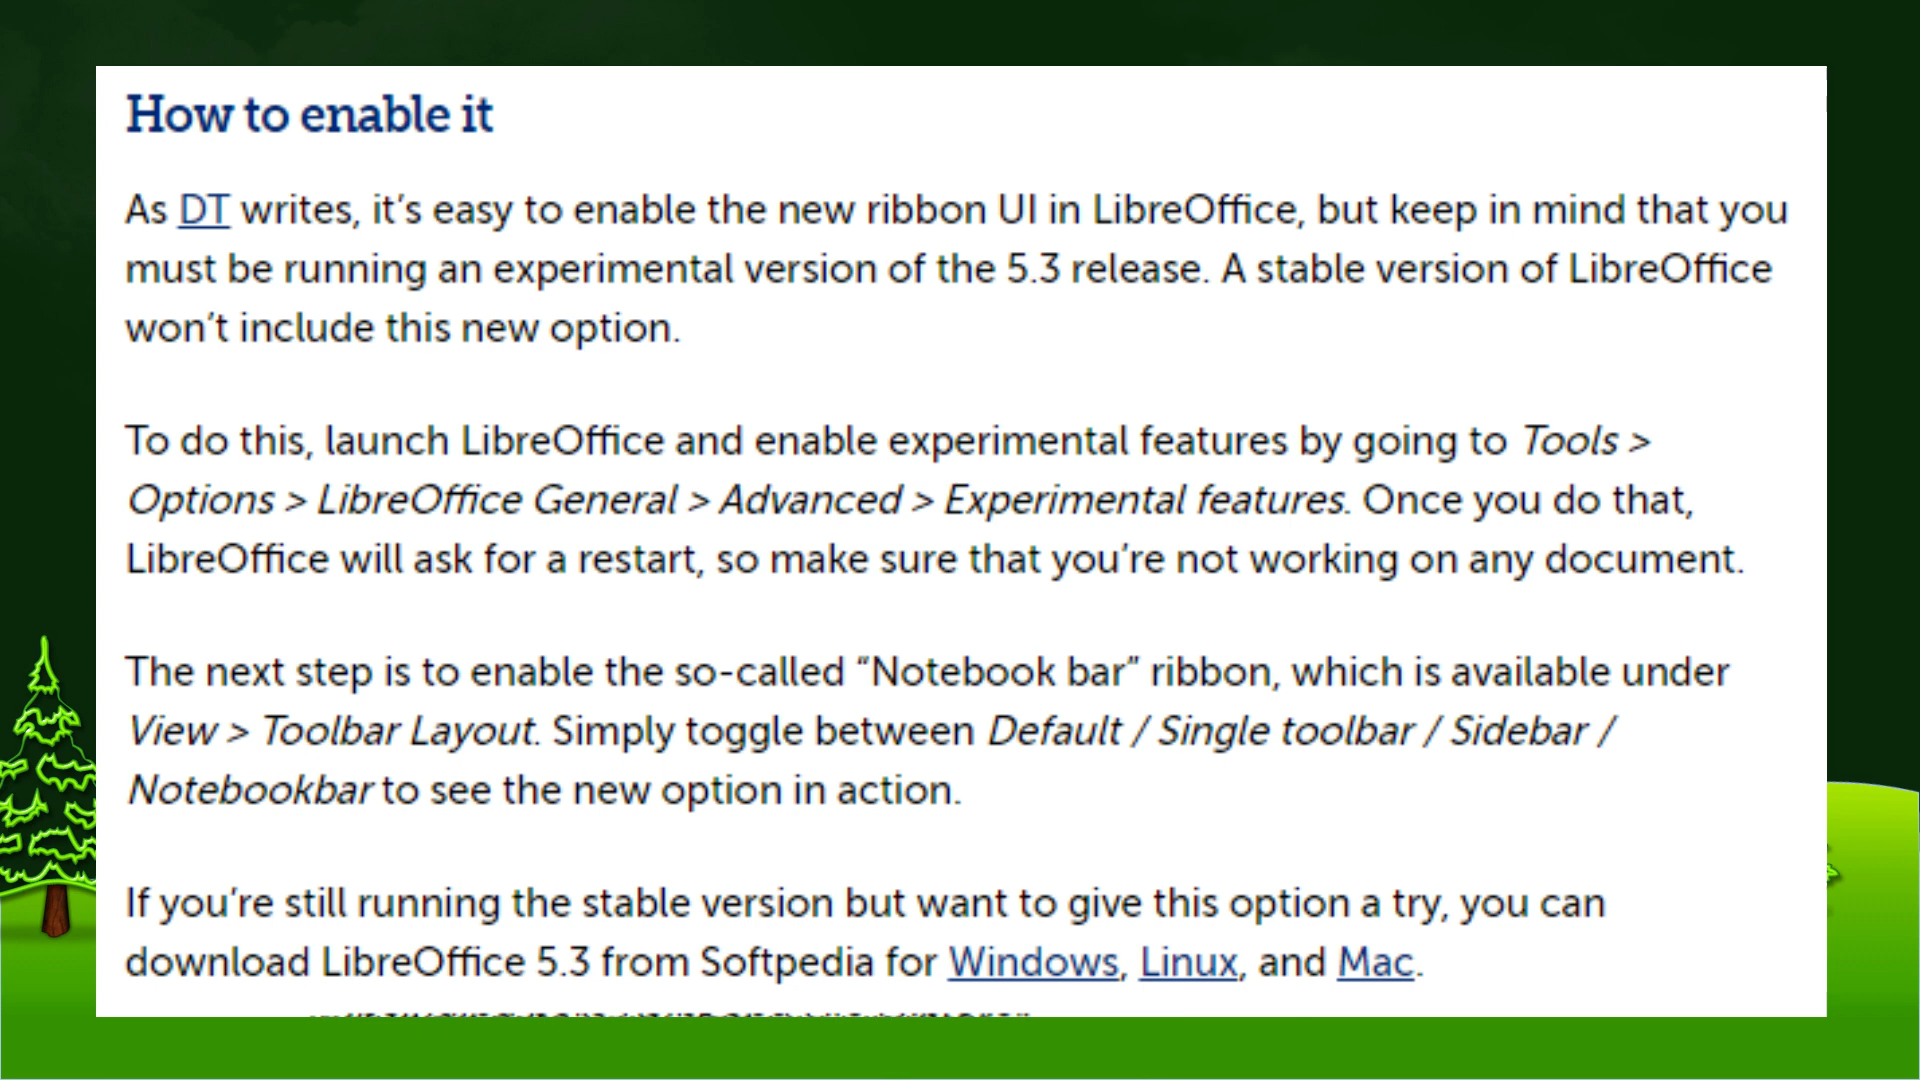 How to enable it
As DT writes, it’s easy to enable the new ribbon UI in LibreOffice, but keep in mind that you
must be running an experimental version of the 5.3 release. A stable version of LibreOffice
won’t include this new option.
To do this, launch LibreOffice and enable experimental features by going to Tools >
Options > LibreOffice General > Advanced > Experimental features. Once you do that,
LibreOffice will ask for a restart, so make sure that you’re not working on any document.
The next step is to enable the so-called “Notebook bar” ribbon, which is available under
View > Toolbar Layout. Simply toggle between Default / Single toolbar / Sidebar /
Notebookbar to see the new option in action.
If you’re still running the stable version but want to give this option a try, you can
download LibreOffice 5.3 from Softpedia for Windows, Linux, and Mac.